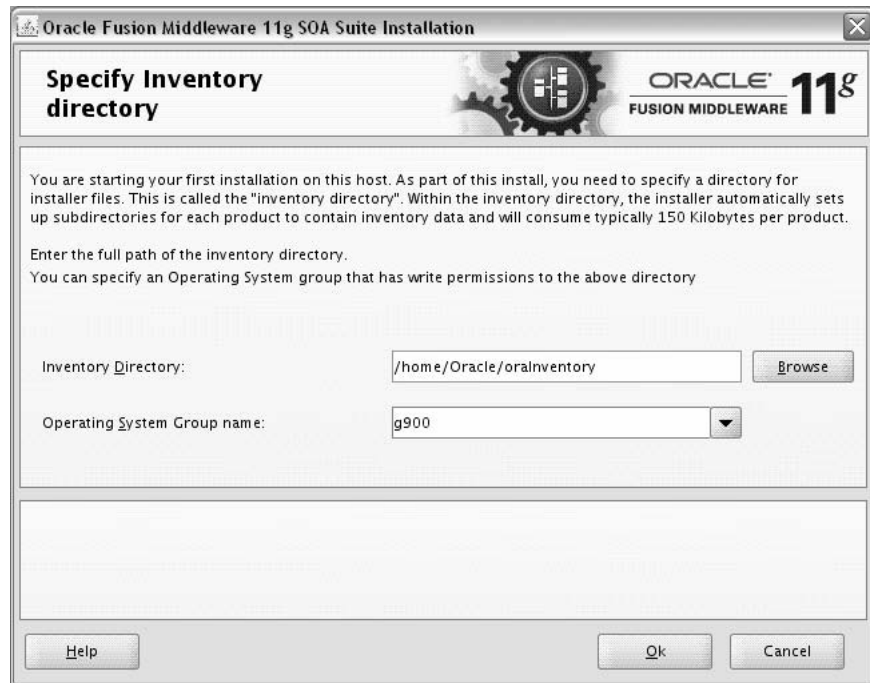 Oracle Fusion Middleware 11g SOA Suite Installation
Specify Inventory
directory
ORACLE
FUSION MIDDLEWARE
11g
You are starting your first installation on this host. As part of this install, you need to specify a directory for
installer files. This is called the "inventory directory". Within the inventory directory, the installer automatically sets
up subdirectories for each product to contain inventory data and will consume typically 150 Kilobytes per product.
Enter the full path of the inventory directory.
You can specify an Operating System group that has write permissions to the above directory
Inventory Directory:
/home/Oracle/oraInventory
Browse
Operating System Group name:
g900
Help
Ok
Cancel